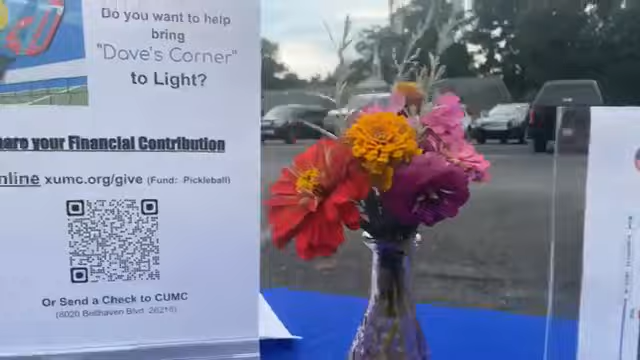 Do you want to help
bring
"Dave's Corner"
to Light?
are your Financial Contribution
nline xumc.org/give (Fund: Pickleball)
Or Send a Check to CUMC